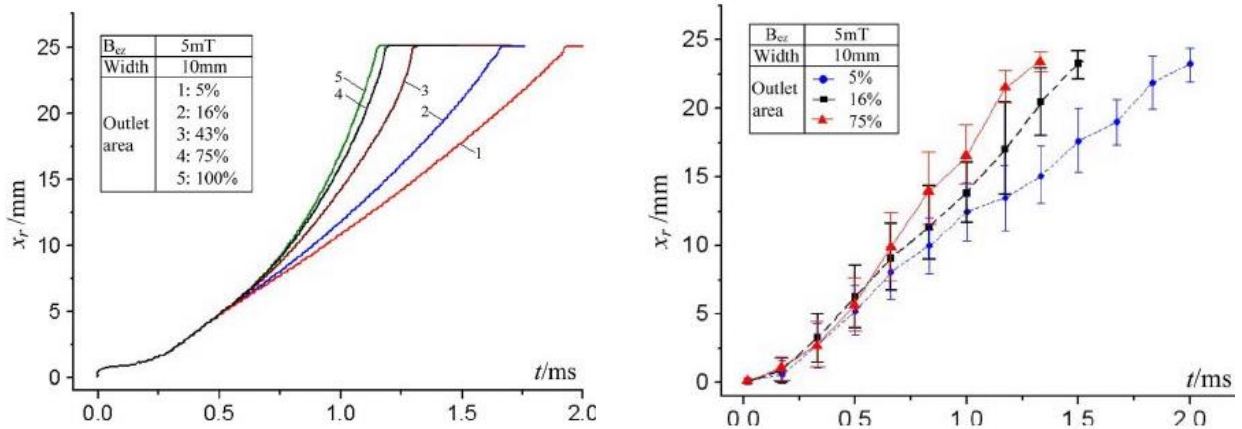 B_ez 5mT
Width 10mm
Outlet area
1: 5%
2: 16%
3: 43%
4: 75%
5: 100%
x_r /mm
25
20
15
10
5
0
5
4
3
2
1
0.0 0.5 1.0 1.5 2.0
t/ms
B_ez 5mT
Width 10mm
Outlet area
5%
16%
75%
x_r /mm
25
20
15
10
5
0
0.0 0.5 1.0 1.5 2.0
t/ms